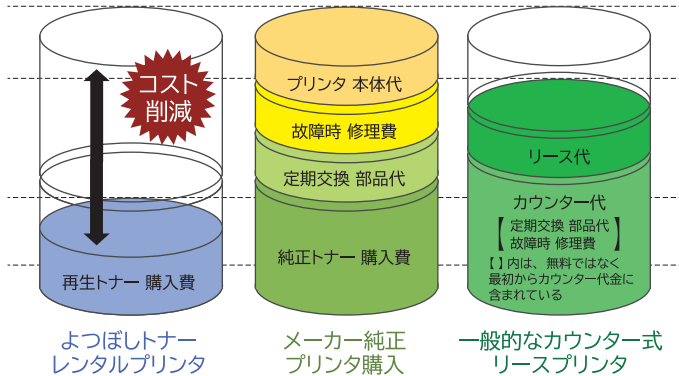 コスト
削減
再生トナー 購入費
よつぼしトナー
レンタルプリンタ
プリンタ 本体代
故障時 修理費
定期交換 部品代
純正トナー 購入費
メーカー純正
プリンタ購入
リース代
カウンター代
【 定期交換 部品代
故障時 修理費 】
【 】内は、無料ではなく
最初からカウンター代金に
含まれている
一般的なカウンター式
リースプリンタ